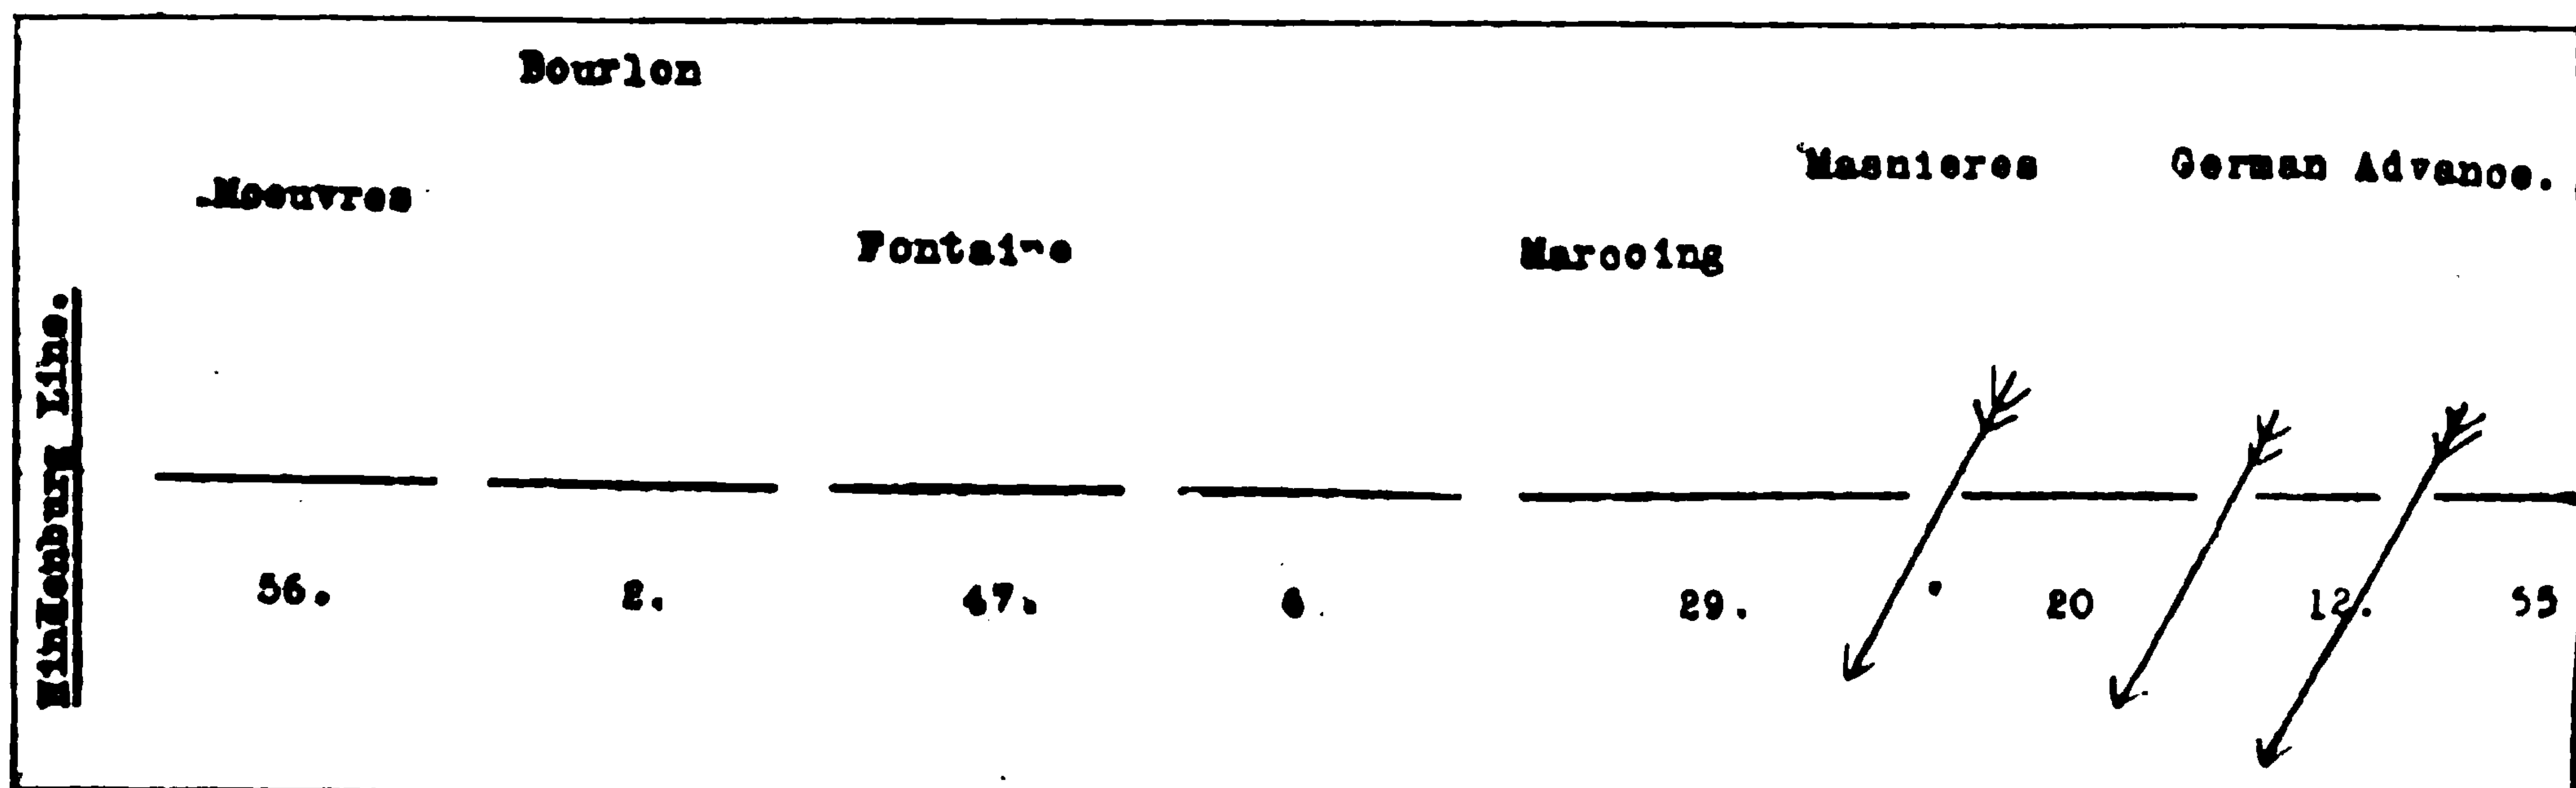 Bourlon
Masnieres
German Advance.
Moeuvres
Fontaine
Marcoing
Hindenburg Line.
56.
2.
47.
6.
29.
20
12.
55